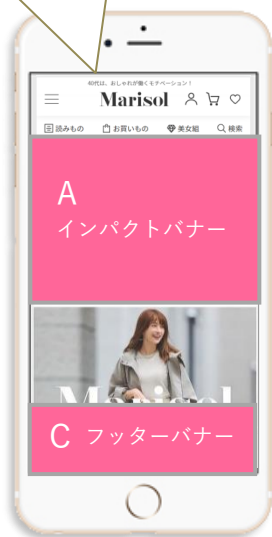 40代は、おしゃれが働くモチベーション！
Marisol
読みもの お買いもの 美女組 検索
A
インパクトバナー
Marisol
C フッターバナー